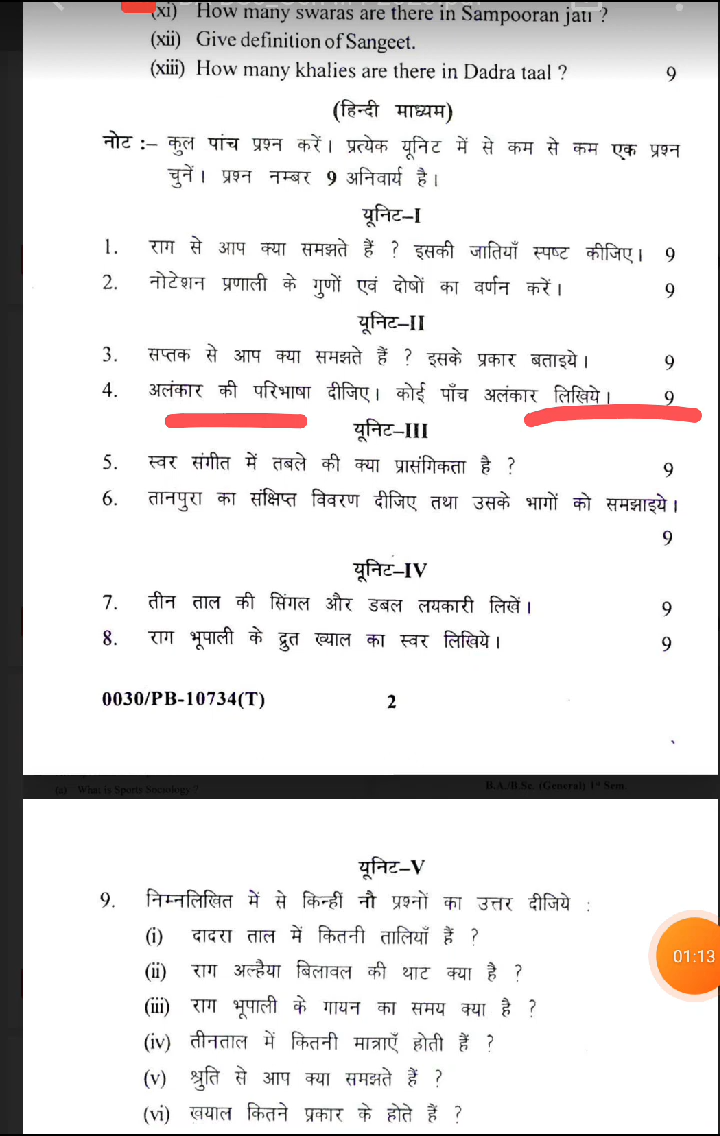 (xi) How many swaras are there in Sampooran jati ?
(xii) Give definition of Sangeet.
(xiii) How many khalies are there in Dadra taal ? 9
(हिन्दी माध्यम)
नोट :– कुल पांच प्रश्न करें। प्रत्येक यूनिट में से कम से कम एक प्रश्न
चुनें। प्रश्न नम्बर 9 अनिवार्य है।
यूनिट–I
1. राग से आप क्या समझते हैं ? इसकी जातियाँ स्पष्ट कीजिए। 9
2. नोटेशन प्रणाली के गुणों एवं दोषों का वर्णन करें। 9
यूनिट–II
3. सप्तक से आप क्या समझते हैं ? इसके प्रकार बताइये। 9
4. अलंकार की परिभाषा दीजिए। कोई पाँच अलंकार लिखिये। 9
यूनिट–III
5. स्वर संगीत में तबले की क्या प्रासंगिकता है ? 9
6. तानपुरा का संक्षिप्त विवरण दीजिए तथा उसके भागों को समझाइये।
9
यूनिट–IV
7. तीन ताल की सिंगल और डबल लयकारी लिखें। 9
8. राग भूपाली के द्रुत ख्याल का स्वर लिखिये। 9
0030/PB-10734(T) 2
(a) What is Sports Sociology ? B.A./B.Sc. (General) 1st Sem.
यूनिट–V
9. निम्नलिखित में से किन्हीं नौ प्रश्नों का उत्तर दीजिये :
(i) दादरा ताल में कितनी तालियाँ हैं ?
(ii) राग अल्हैया बिलावल की थाट क्या है ?
01:13
(iii) राग भूपाली के गायन का समय क्या है ?
(iv) तीनताल में कितनी मात्राएँ होती हैं ?
(v) श्रुति से आप क्या समझते हैं ?
(vi) ख़याल कितने प्रकार के होते हैं ?